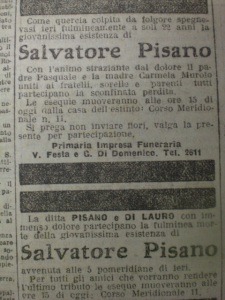 Come quercia colpita da folgore spegne-
vasi ieri fulmineamente a soli 22 anni la
giovanissima esistenza di
Salvatore Pisano
Con l'animo straziante dal dolore il pa-
dre Pasquale e la madre Carmela Morola
uniti ai fratelli, sorelle e parenti tutti
partecipano la sconfinata perdita.
Le esequie muoveranno alle ore 15 di
oggi dalla casa dell'estinto Corso Meridio-
nale n. 11.
Si prega non inviare fiori, valga la pre-
sente per partecipazione.
Primaria Impresa Funeraria
V. Festa e G. Di Domenico, Tel. 2611
La ditta PISANO e DI LAURO con im-
menso dolore partecipano la fulminea mor-
te della giovanissima esistenza di
Salvatore Pisano
avvenuta alle 5 pomeridiane di ieri.
Per tutti gli amici che vorranno rendere
l'ultimo tributo le esequie muoveranno alle
ore 15 di oggi Corso Meridionale 11.